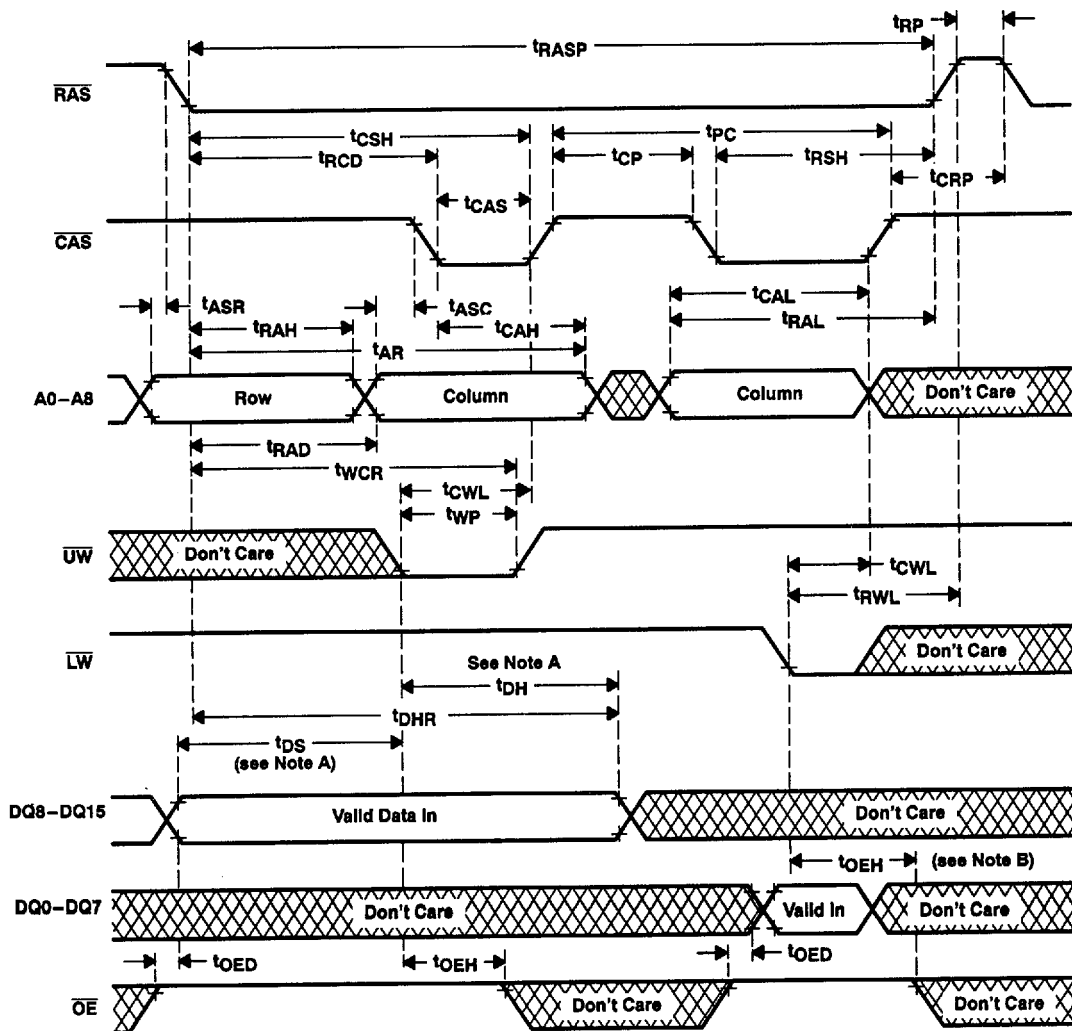 tRP
tRASP
RAS
tCSH
tPC
tRCD
tCP
tRSH
tCRP
tCAS
CAS
tASR
tASC
tCAL
tRAH
tCAH
tRAL
tAR
A0–A8
Row
Column
Column
Don't Care
tRAD
tWCR
tCWL
tWP
UW
Don't Care
tCWL
tRWL
LW
See Note A
Don't Care
tDH
tDHR
tDS
(see Note A)
DQ8–DQ15
Valid Data In
Don't Care
tOEH
(see Note B)
DQ0–DQ7
Don't Care
Valid In
Don't Care
tOED
tOEH
tOED
OE
Don't Care
Don't Care